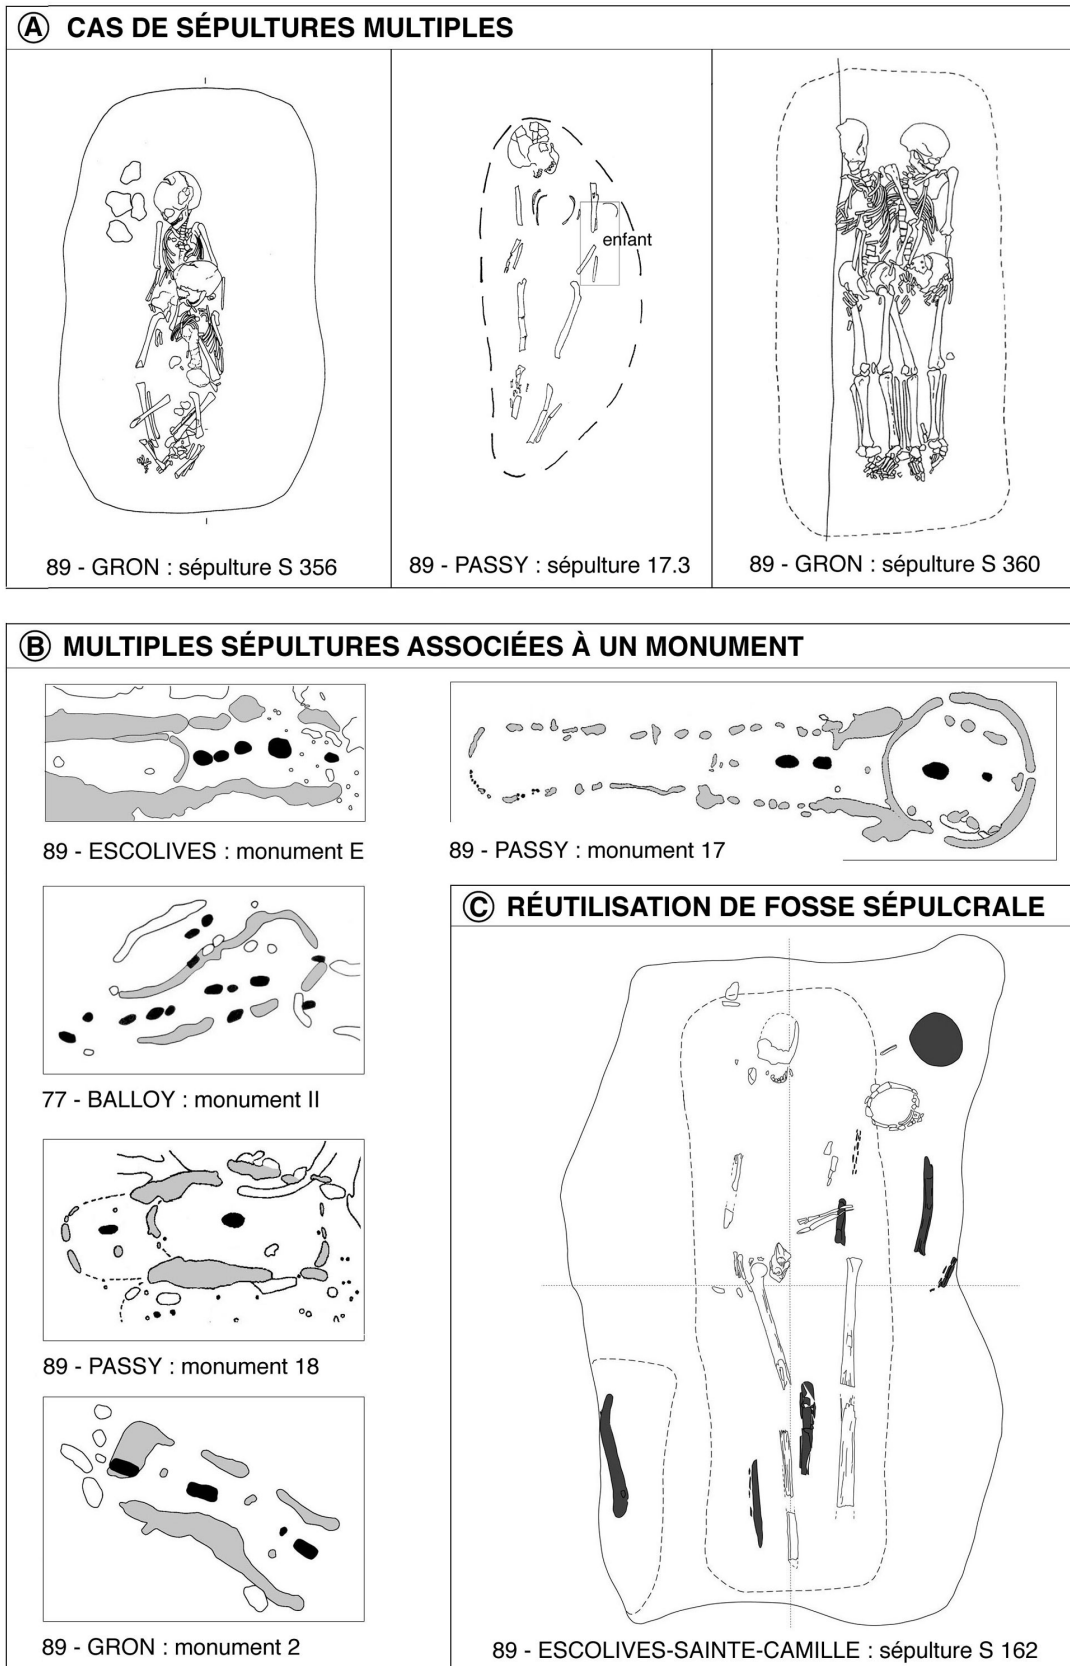 Ⓐ CAS DE SÉPULTURES MULTIPLES
enfant
89 - GRON : sépulture S 356
89 - PASSY : sépulture 17.3
89 - GRON : sépulture S 360
Ⓑ MULTIPLES SÉPULTURES ASSOCIÉES À UN MONUMENT
89 - ESCOLIVES : monument E
89 - PASSY : monument 17
77 - BALLOY : monument II
89 - PASSY : monument 18
89 - GRON : monument 2
Ⓒ RÉUTILISATION DE FOSSE SÉPULCRALE
89 - ESCOLIVES-SAINTE-CAMILLE : sépulture S 162